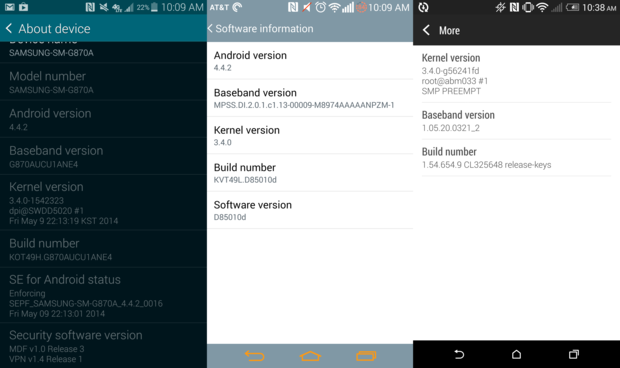 22% 10:09 AM
About device
Device name
SAMSUNG-SM-G870A
Model number
SAMSUNG-SM-G870A
Android version
4.4.2
Baseband version
G870AUCU1ANE4
Kernel version
3.4.0-1542323
dpi@SWDD5020 #1
Fri May 9 22:13:19 KST 2014
Build number
KOT49H.G870AUCU1ANE4
SE for Android status
Enforcing
SEPF_SAMSUNG-SM-G870A_4.4.2_0016
Fri May 09 22:13:01 2014
Security software version
MDF v1.0 Release 3
VPN v1.4 Release 1
AT&T 10:09 AM
Software information
Android version
4.4.2
Baseband version
MPSS.DI.2.0.1.c1.13-00009-M8974AAAAANPZM-1
Kernel version
3.4.0
Build number
KVT49L.D85010d
Software version
D85010d
10:38 AM
More
Kernel version
3.4.0-g56241fd
root@abm033 #1
SMP PREEMPT
Baseband version
1.05.20.0321_2
Build number
1.54.654.9 CL325648 release-keys